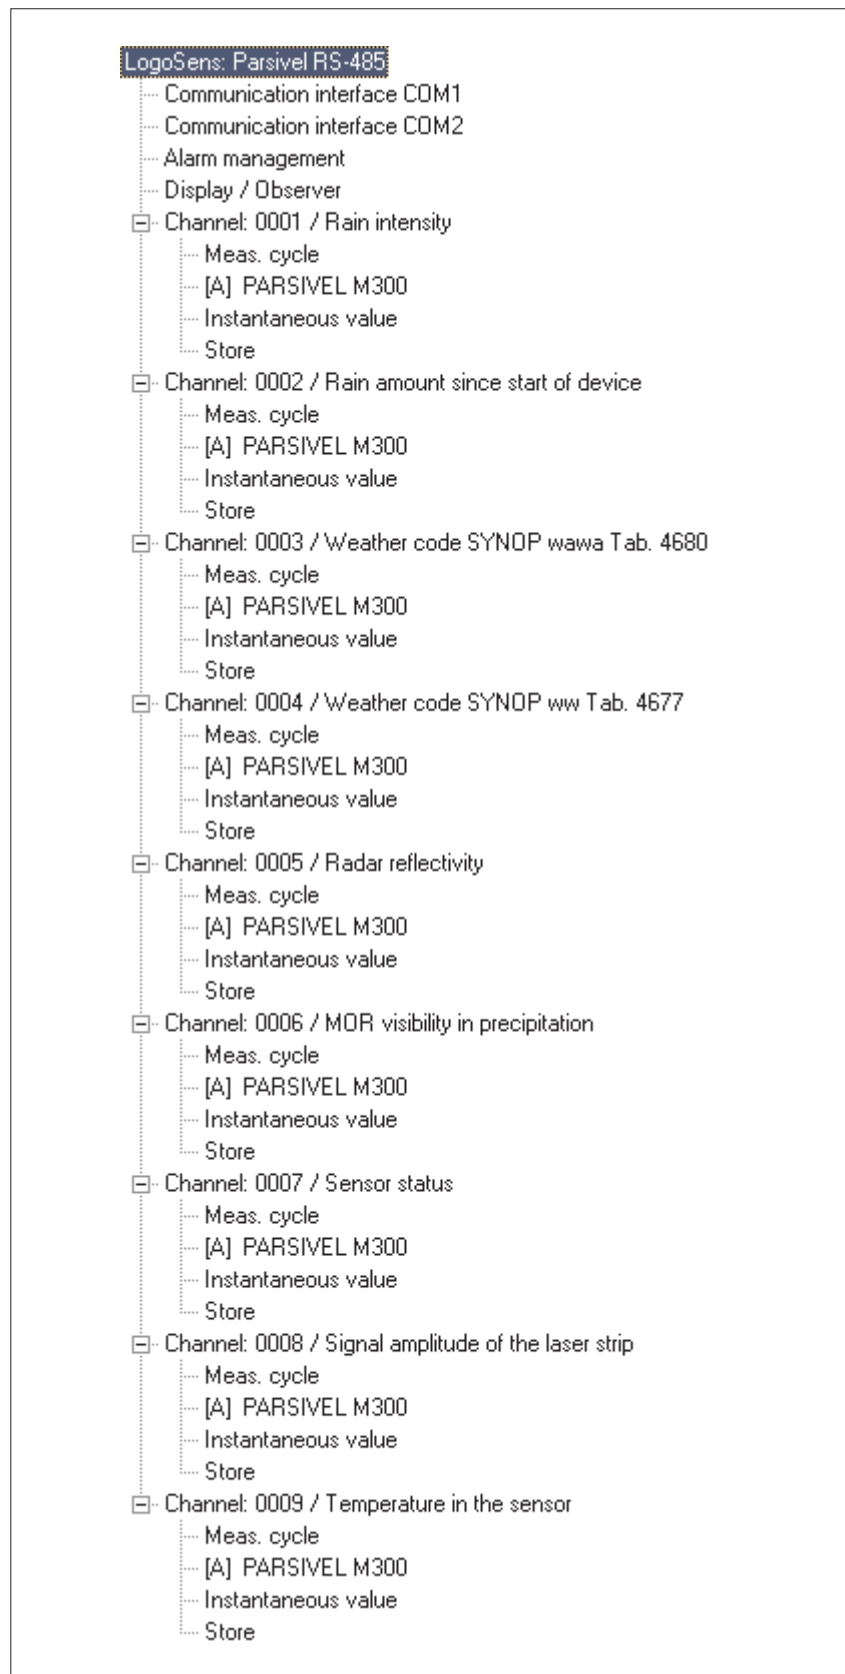 LogoSens: Parsivel RS-485
Communication interface COM1
Communication interface COM2
Alarm management
Display / Observer
Channel: 0001 / Rain intensity
Meas. cycle
[A] PARSIVEL M300
Instantaneous value
Store
Channel: 0002 / Rain amount since start of device
Meas. cycle
[A] PARSIVEL M300
Instantaneous value
Store
Channel: 0003 / Weather code SYNOP wawa Tab. 4680
Meas. cycle
[A] PARSIVEL M300
Instantaneous value
Store
Channel: 0004 / Weather code SYNOP ww Tab. 4677
Meas. cycle
[A] PARSIVEL M300
Instantaneous value
Store
Channel: 0005 / Radar reflectivity
Meas. cycle
[A] PARSIVEL M300
Instantaneous value
Store
Channel: 0006 / MOR visibility in precipitation
Meas. cycle
[A] PARSIVEL M300
Instantaneous value
Store
Channel: 0007 / Sensor status
Meas. cycle
[A] PARSIVEL M300
Instantaneous value
Store
Channel: 0008 / Signal amplitude of the laser strip
Meas. cycle
[A] PARSIVEL M300
Instantaneous value
Store
Channel: 0009 / Temperature in the sensor
Meas. cycle
[A] PARSIVEL M300
Instantaneous value
Store